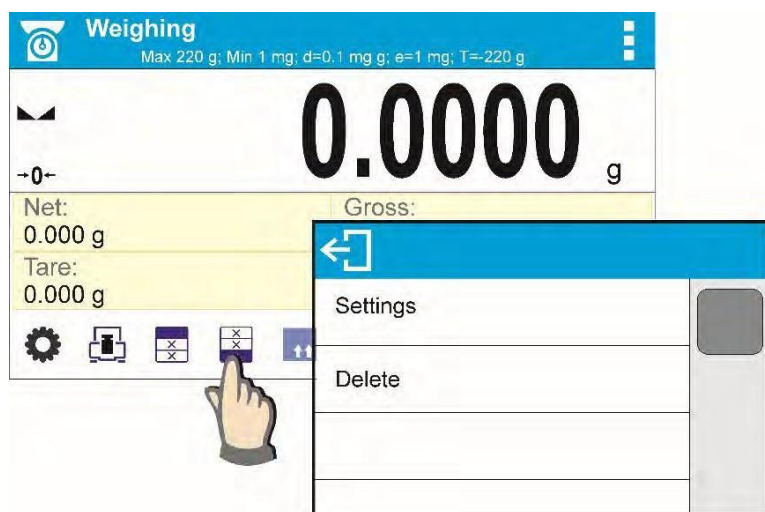 Weighing
Max 220 g; Min 1 mg; d=0.1 mg g; e=1 mg; T=-220 g
0.0000 g
→0←
Net:
0.000 g
Gross:
Tare:
0.000 g
Settings
Delete